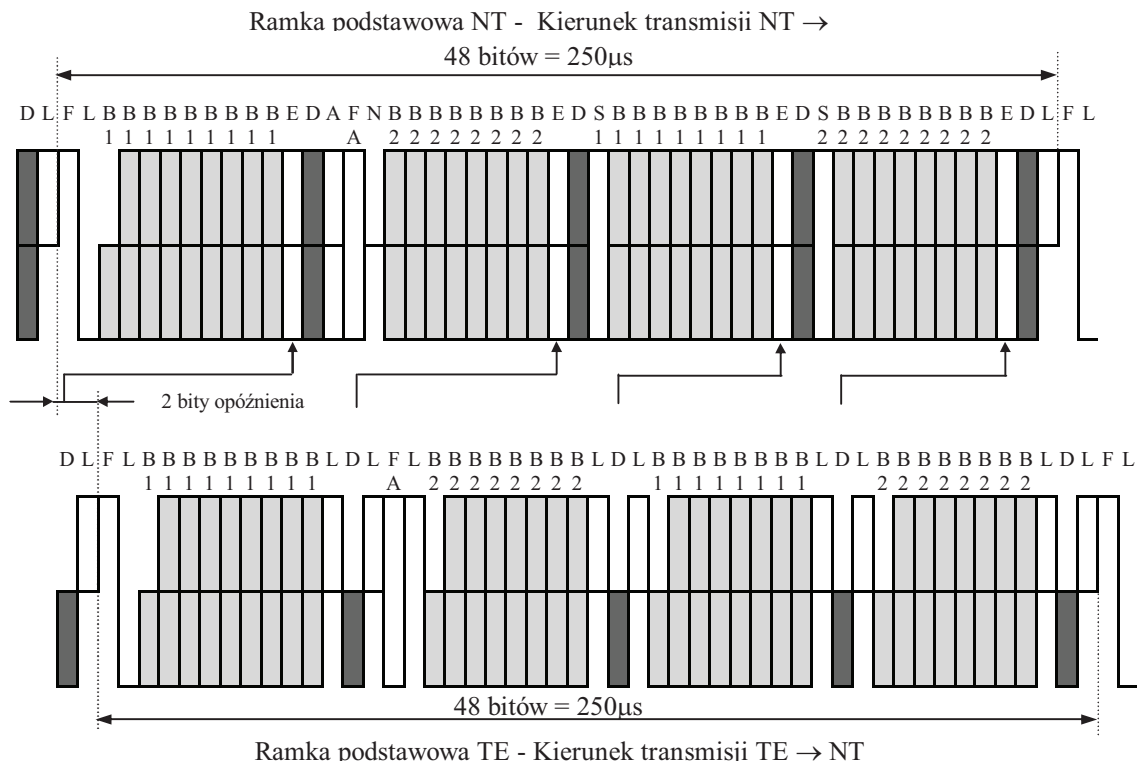 Ramka podstawowa NT - Kierunek transmisji NT →
48 bitów = 250μs
D L F L B B B B B B B B B E D A F N B B B B B B B B E D S B B B B B B B B E D S B B B B B B B B E D L F L
1 1 1 1 1 1 1 1 1 A 2 2 2 2 2 2 2 2 1 1 1 1 1 1 1 1 1 2 2 2 2 2 2 2 2 2
2 bity opóźnienia
D L F L B B B B B B B B B L D L F L B B B B B B B B L D L B B B B B B B B L D L B B B B B B B B L D L F L
1 1 1 1 1 1 1 1 1 A 2 2 2 2 2 2 2 2 1 1 1 1 1 1 1 1 2 2 2 2 2 2 2 2
48 bitów = 250μs
Ramka podstawowa TE - Kierunek transmisji TE → NT